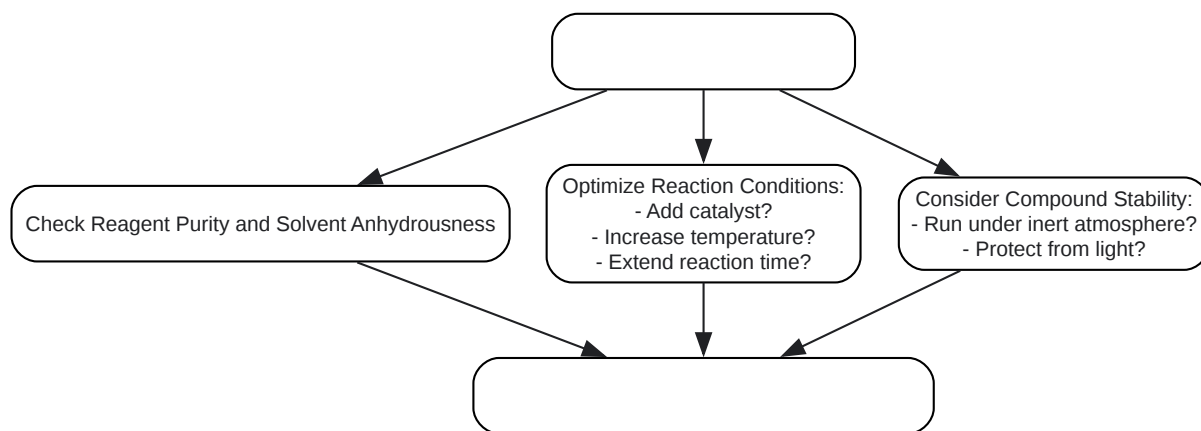 Check Reagent Purity and Solvent Anhydrousness
Optimize Reaction Conditions:
- Add catalyst?
- Increase temperature?
- Extend reaction time?
Consider Compound Stability:
- Run under inert atmosphere?
- Protect from light?